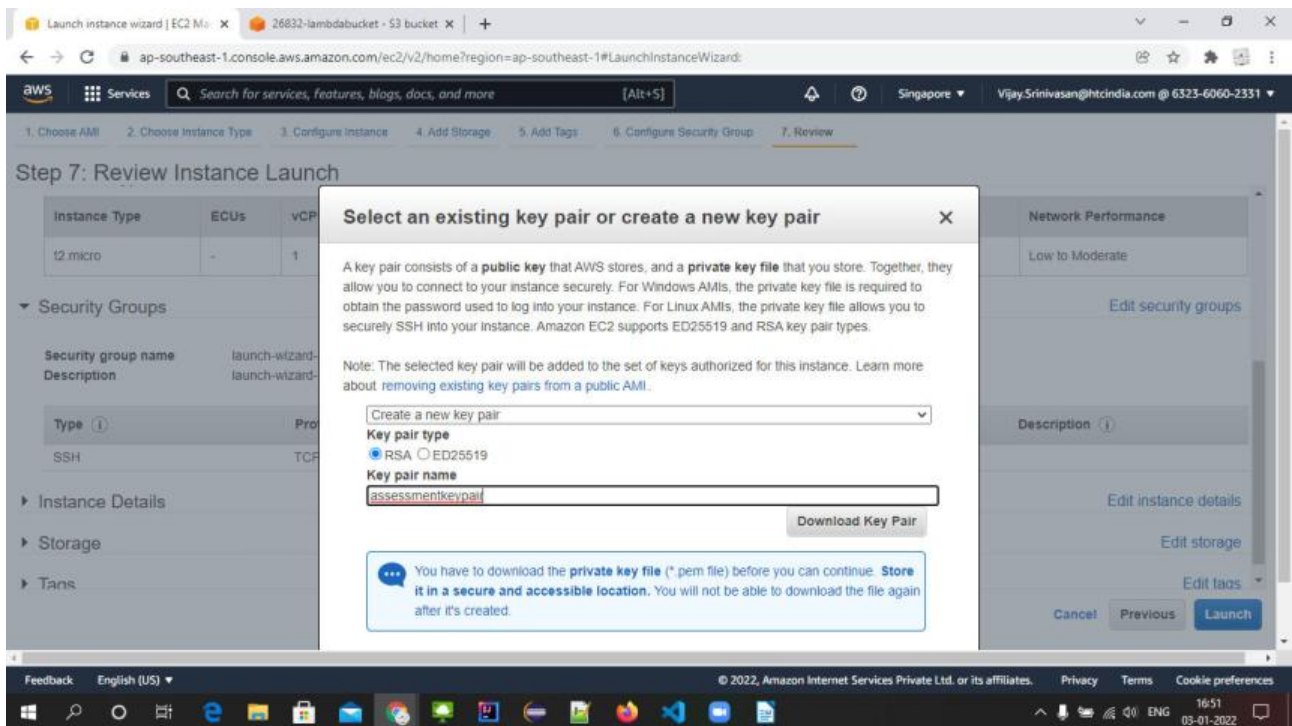 Launch instance wizard | EC2 Ma
26832-lambdabucket - S3 bucket
ap-southeast-1.console.aws.amazon.com/ec2/v2/home?region=ap-southeast-1#LaunchInstanceWizard:
aws Services Search for services, features, blogs, docs, and more [Alt+S] Singapore Vijay.Srinivasan@htcindia.com @ 6323-6060-2331
1. Choose AMI 2. Choose Instance Type 3. Configure Instance 4. Add Storage 5. Add Tags 6. Configure Security Group 7. Review
Step 7: Review Instance Launch
Instance Type ECUs vCP Network Performance
t2.micro - 1 Low to Moderate
Security Groups Edit security groups
Security group name launch-wizard-
Description launch-wizard-
Type Pro Description
SSH TCP
Instance Details Edit instance details
Storage Edit storage
Tags Edit tags
Cancel Previous Launch
Select an existing key pair or create a new key pair
A key pair consists of a public key that AWS stores, and a private key file that you store. Together, they
allow you to connect to your instance securely. For Windows AMIs, the private key file is required to
obtain the password used to log into your instance. For Linux AMIs, the private key file allows you to
securely SSH into your instance. Amazon EC2 supports ED25519 and RSA key pair types.
Note: The selected key pair will be added to the set of keys authorized for this instance. Learn more
about removing existing key pairs from a public AMI.
Create a new key pair
Key pair type
RSA ED25519
Key pair name
assessmentkeypair
Download Key Pair
You have to download the private key file (*.pem file) before you can continue. Store
it in a secure and accessible location. You will not be able to download the file again
after it's created.
Feedback English (US) © 2022, Amazon Internet Services Private Ltd. or its affiliates. Privacy Terms Cookie preferences
ENG 16:51
03-01-2022